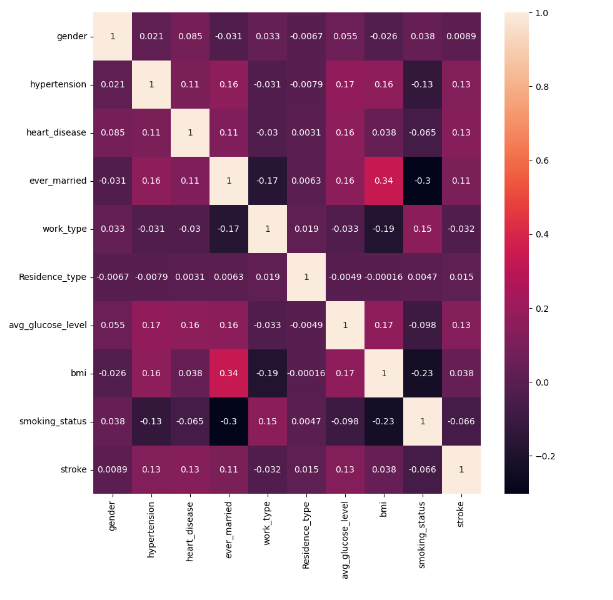 gender 1 0.021 0.085 -0.031 0.033 -0.0067 0.055 -0.026 0.038 0.0089
hypertension 0.021 1 0.11 0.16 -0.031 -0.0079 0.17 0.16 -0.13 0.13
heart_disease 0.085 0.11 1 0.11 -0.03 0.0031 0.16 0.038 -0.065 0.13
ever_married -0.031 0.16 0.11 1 -0.17 0.0063 0.16 0.34 -0.3 0.11
work_type 0.033 -0.031 -0.03 -0.17 1 0.019 -0.033 -0.19 0.15 -0.032
Residence_type -0.0067 -0.0079 0.0031 0.0063 0.019 1 -0.0049 -0.00016 0.0047 0.015
avg_glucose_level 0.055 0.17 0.16 0.16 -0.033 -0.0049 1 0.17 -0.098 0.13
bmi -0.026 0.16 0.038 0.34 -0.19 -0.00016 0.17 1 -0.23 0.038
smoking_status 0.038 -0.13 -0.065 -0.3 0.15 0.0047 -0.098 -0.23 1 -0.066
stroke 0.0089 0.13 0.13 0.11 -0.032 0.015 0.13 0.038 -0.066 1
gender
hypertension
heart_disease
ever_married
work_type
Residence_type
avg_glucose_level
bmi
smoking_status
stroke
1.0
0.8
0.6
0.4
0.2
0.0
−0.2